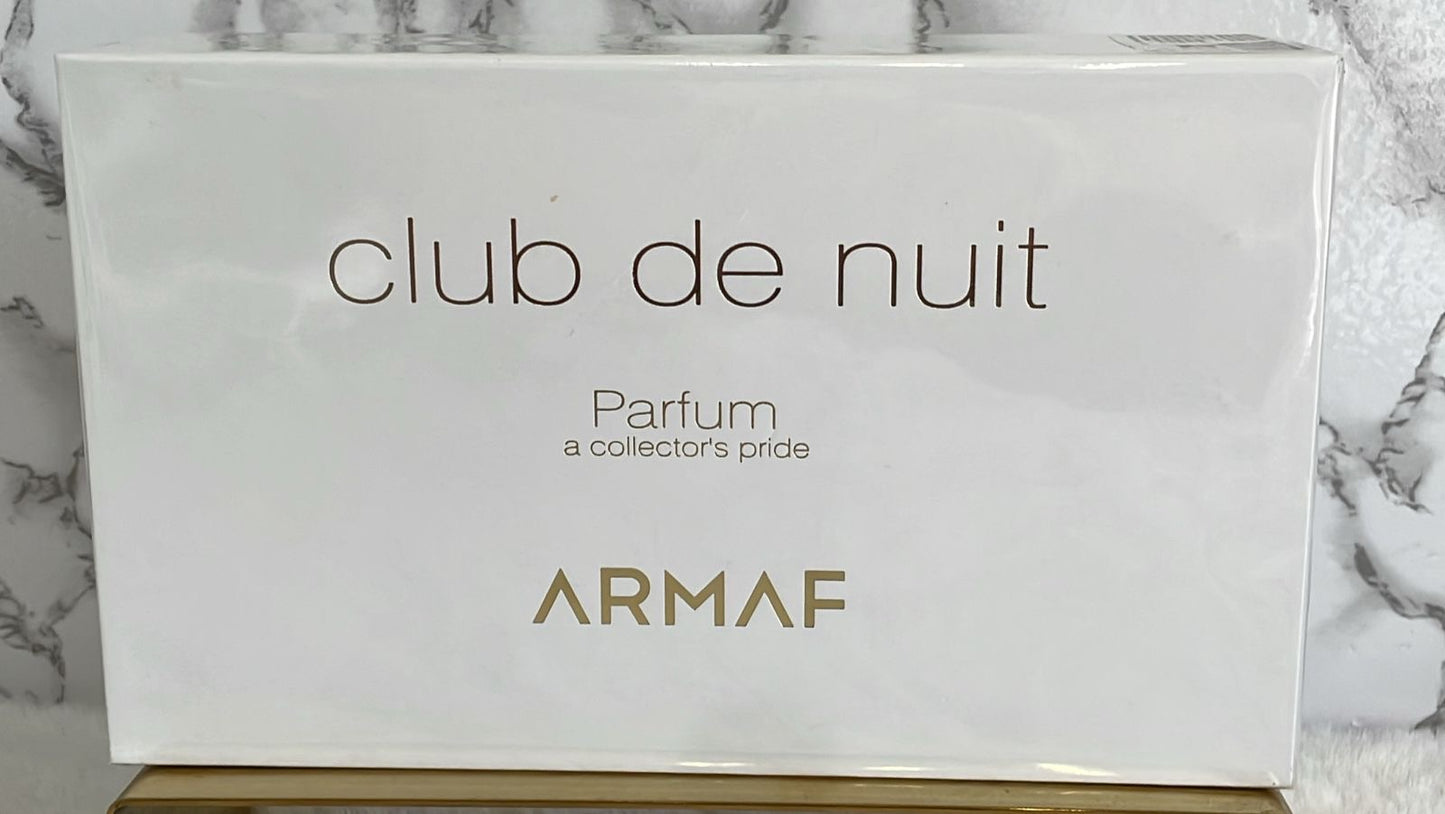 club de nuit
Parfum
a collector's pride
ARMAF